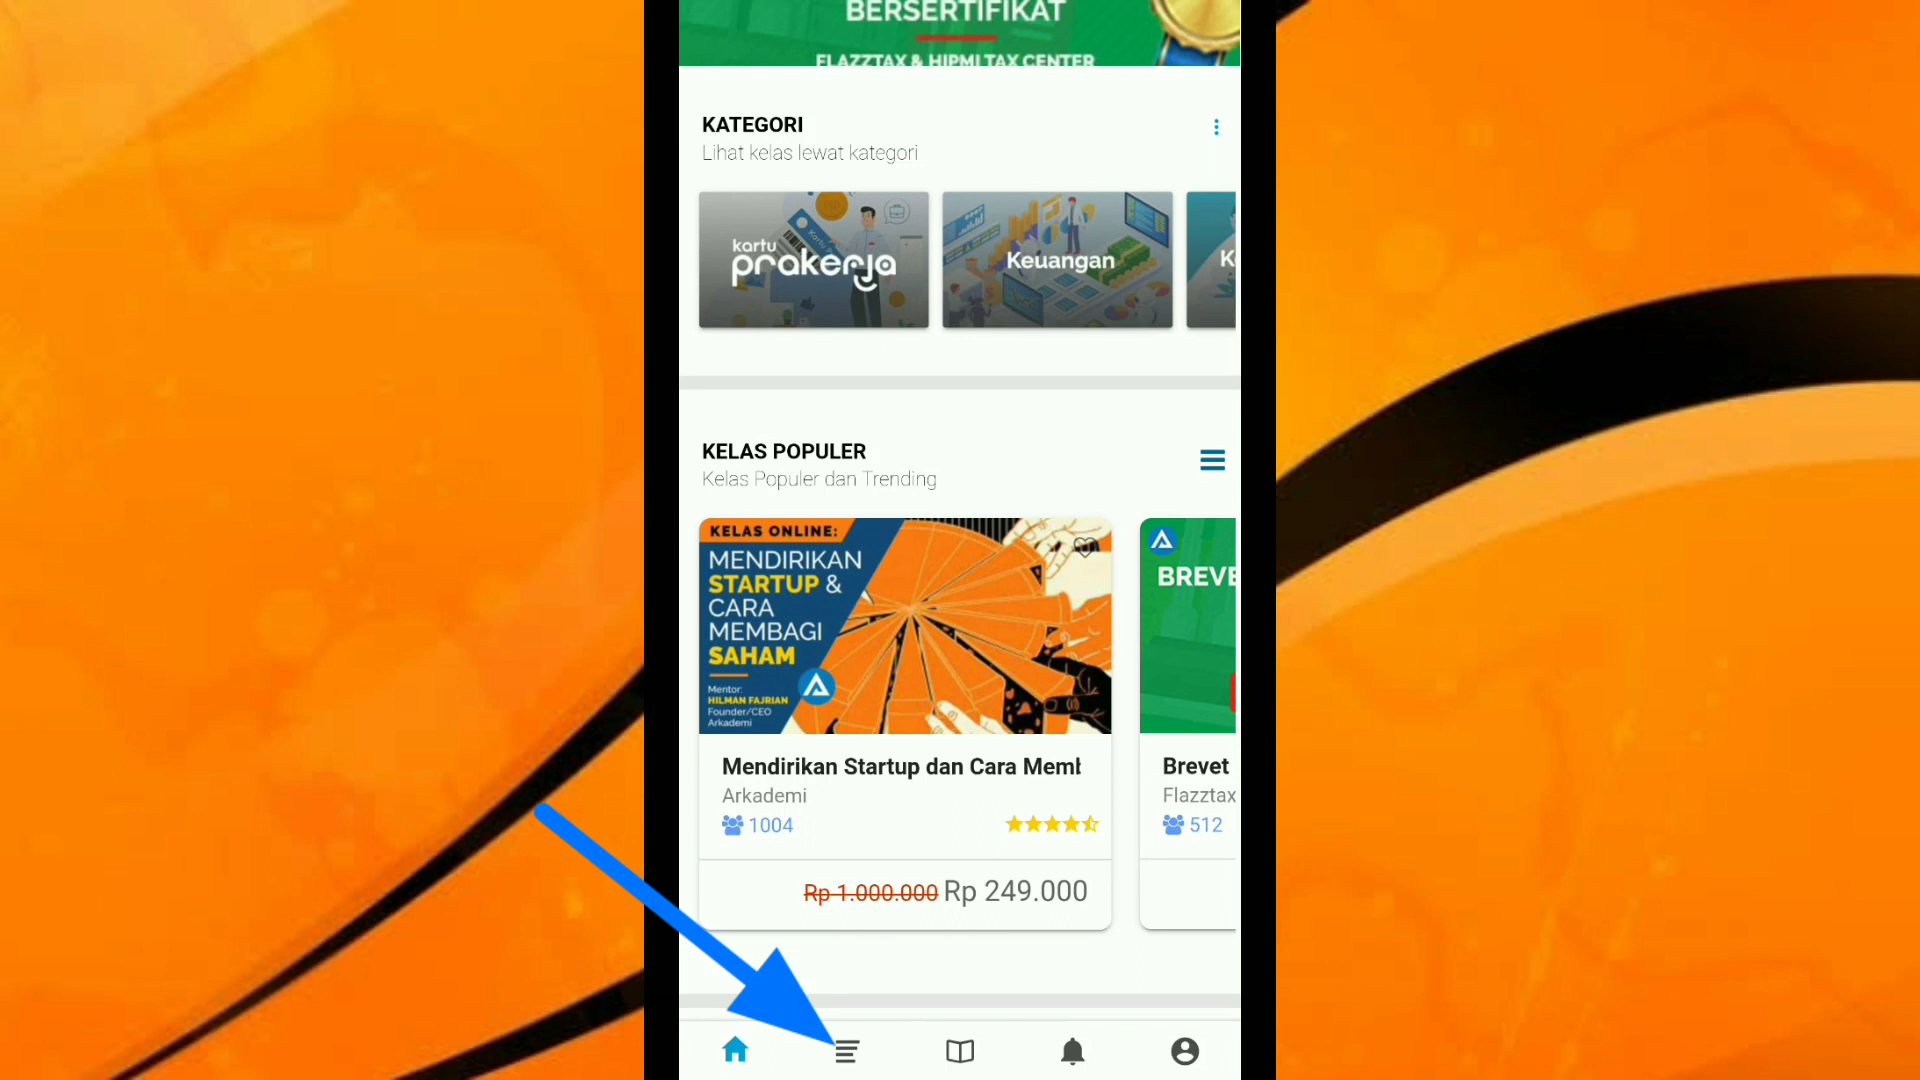 BERSERTIFIKAT
FLAZZTAX & HIPMI TAX CENTER
KATEGORI
Lihat kelas lewat kategori
kartu
prakerja
Keuangan
KELAS POPULER
Kelas Populer dan Trending
KELAS ONLINE:
MENDIRIKAN
STARTUP &
CARA
MEMBAGI
SAHAM
Mentor:
HILMAN FAJRIAN
Founder/CEO
Arkademi
Mendirikan Startup dan Cara Meml
Arkademi
1004
Rp 1.000.000 Rp 249.000
BREVE
Brevet
Flazztax
512